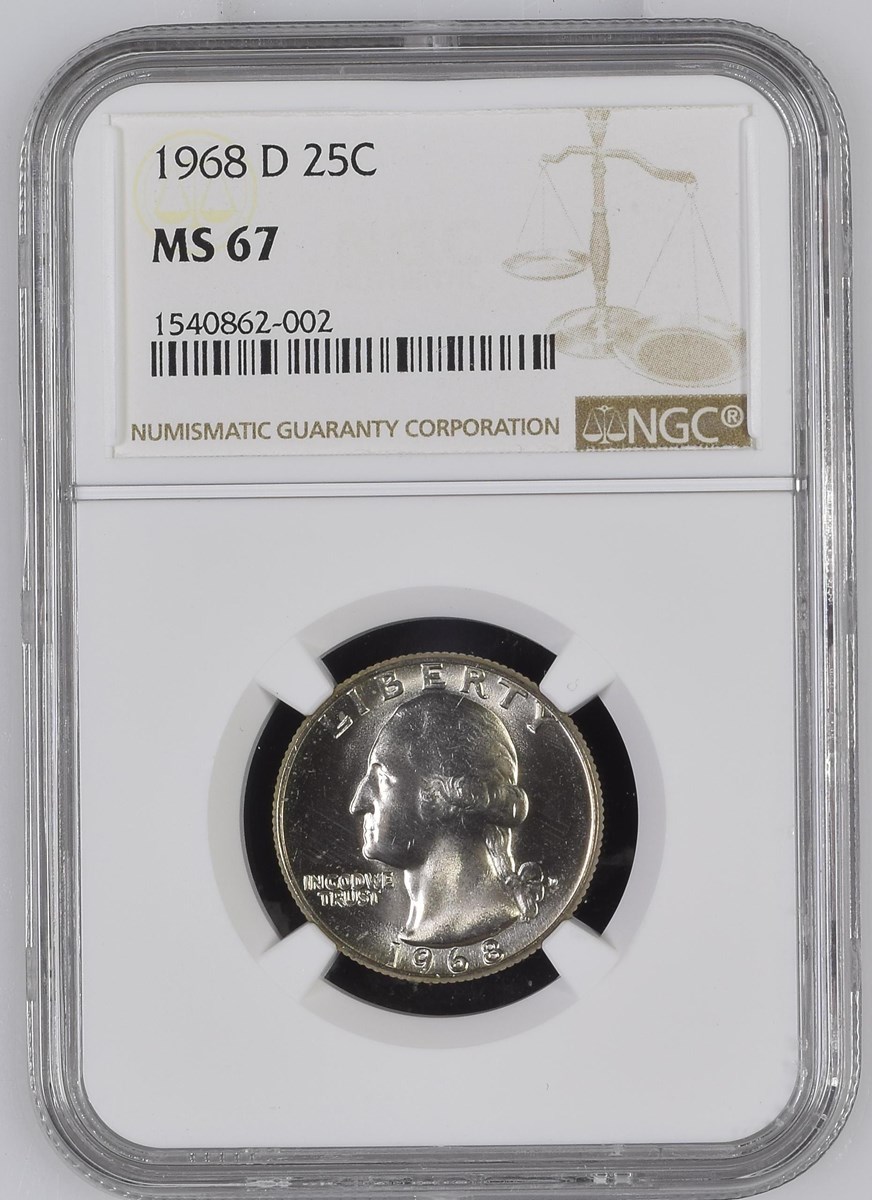 1968 D 25C
MS 67
1540862-002
NUMISMATIC GUARANTY CORPORATION
NGC®
LIBERTY
IN GOD WE
TRUST
1968